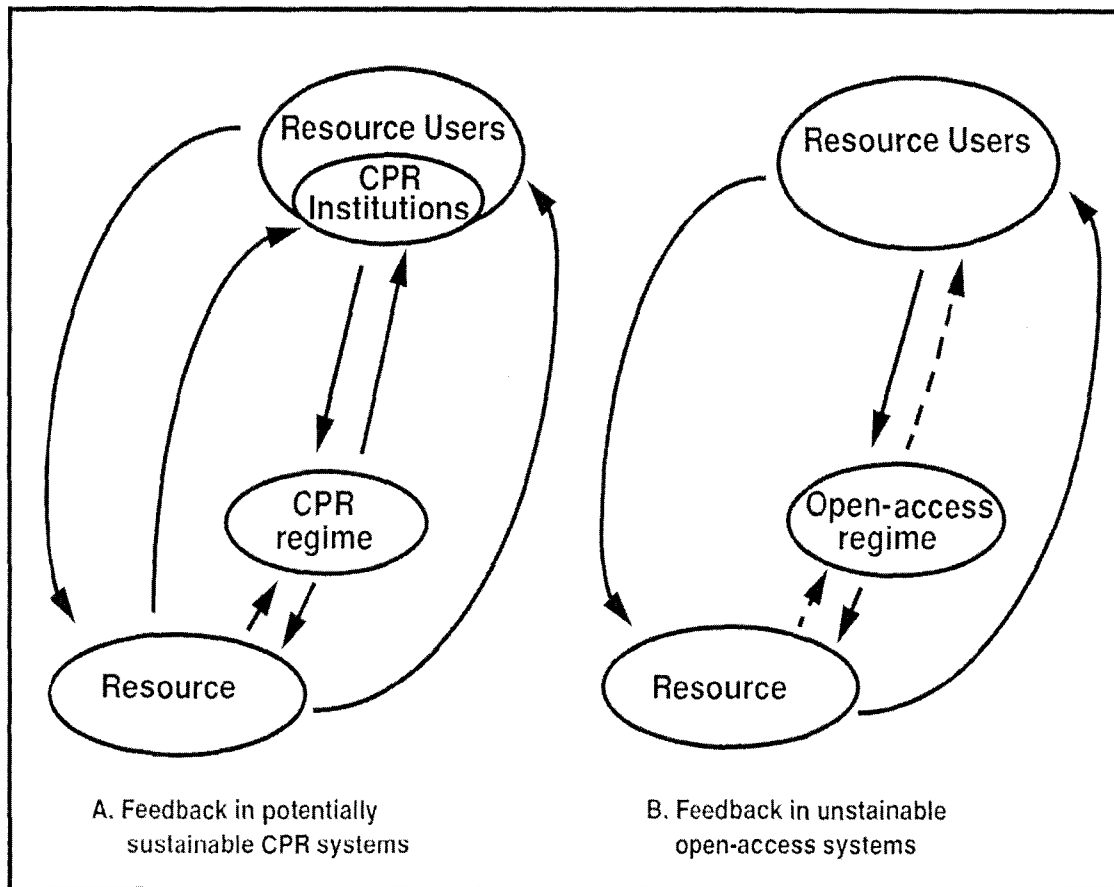 Resource Users
CPR
Institutions
CPR
regime
Resource
A. Feedback in potentially
sustainable CPR systems
Resource Users
Open-access
regime
Resource
B. Feedback in unstainable
open-access systems